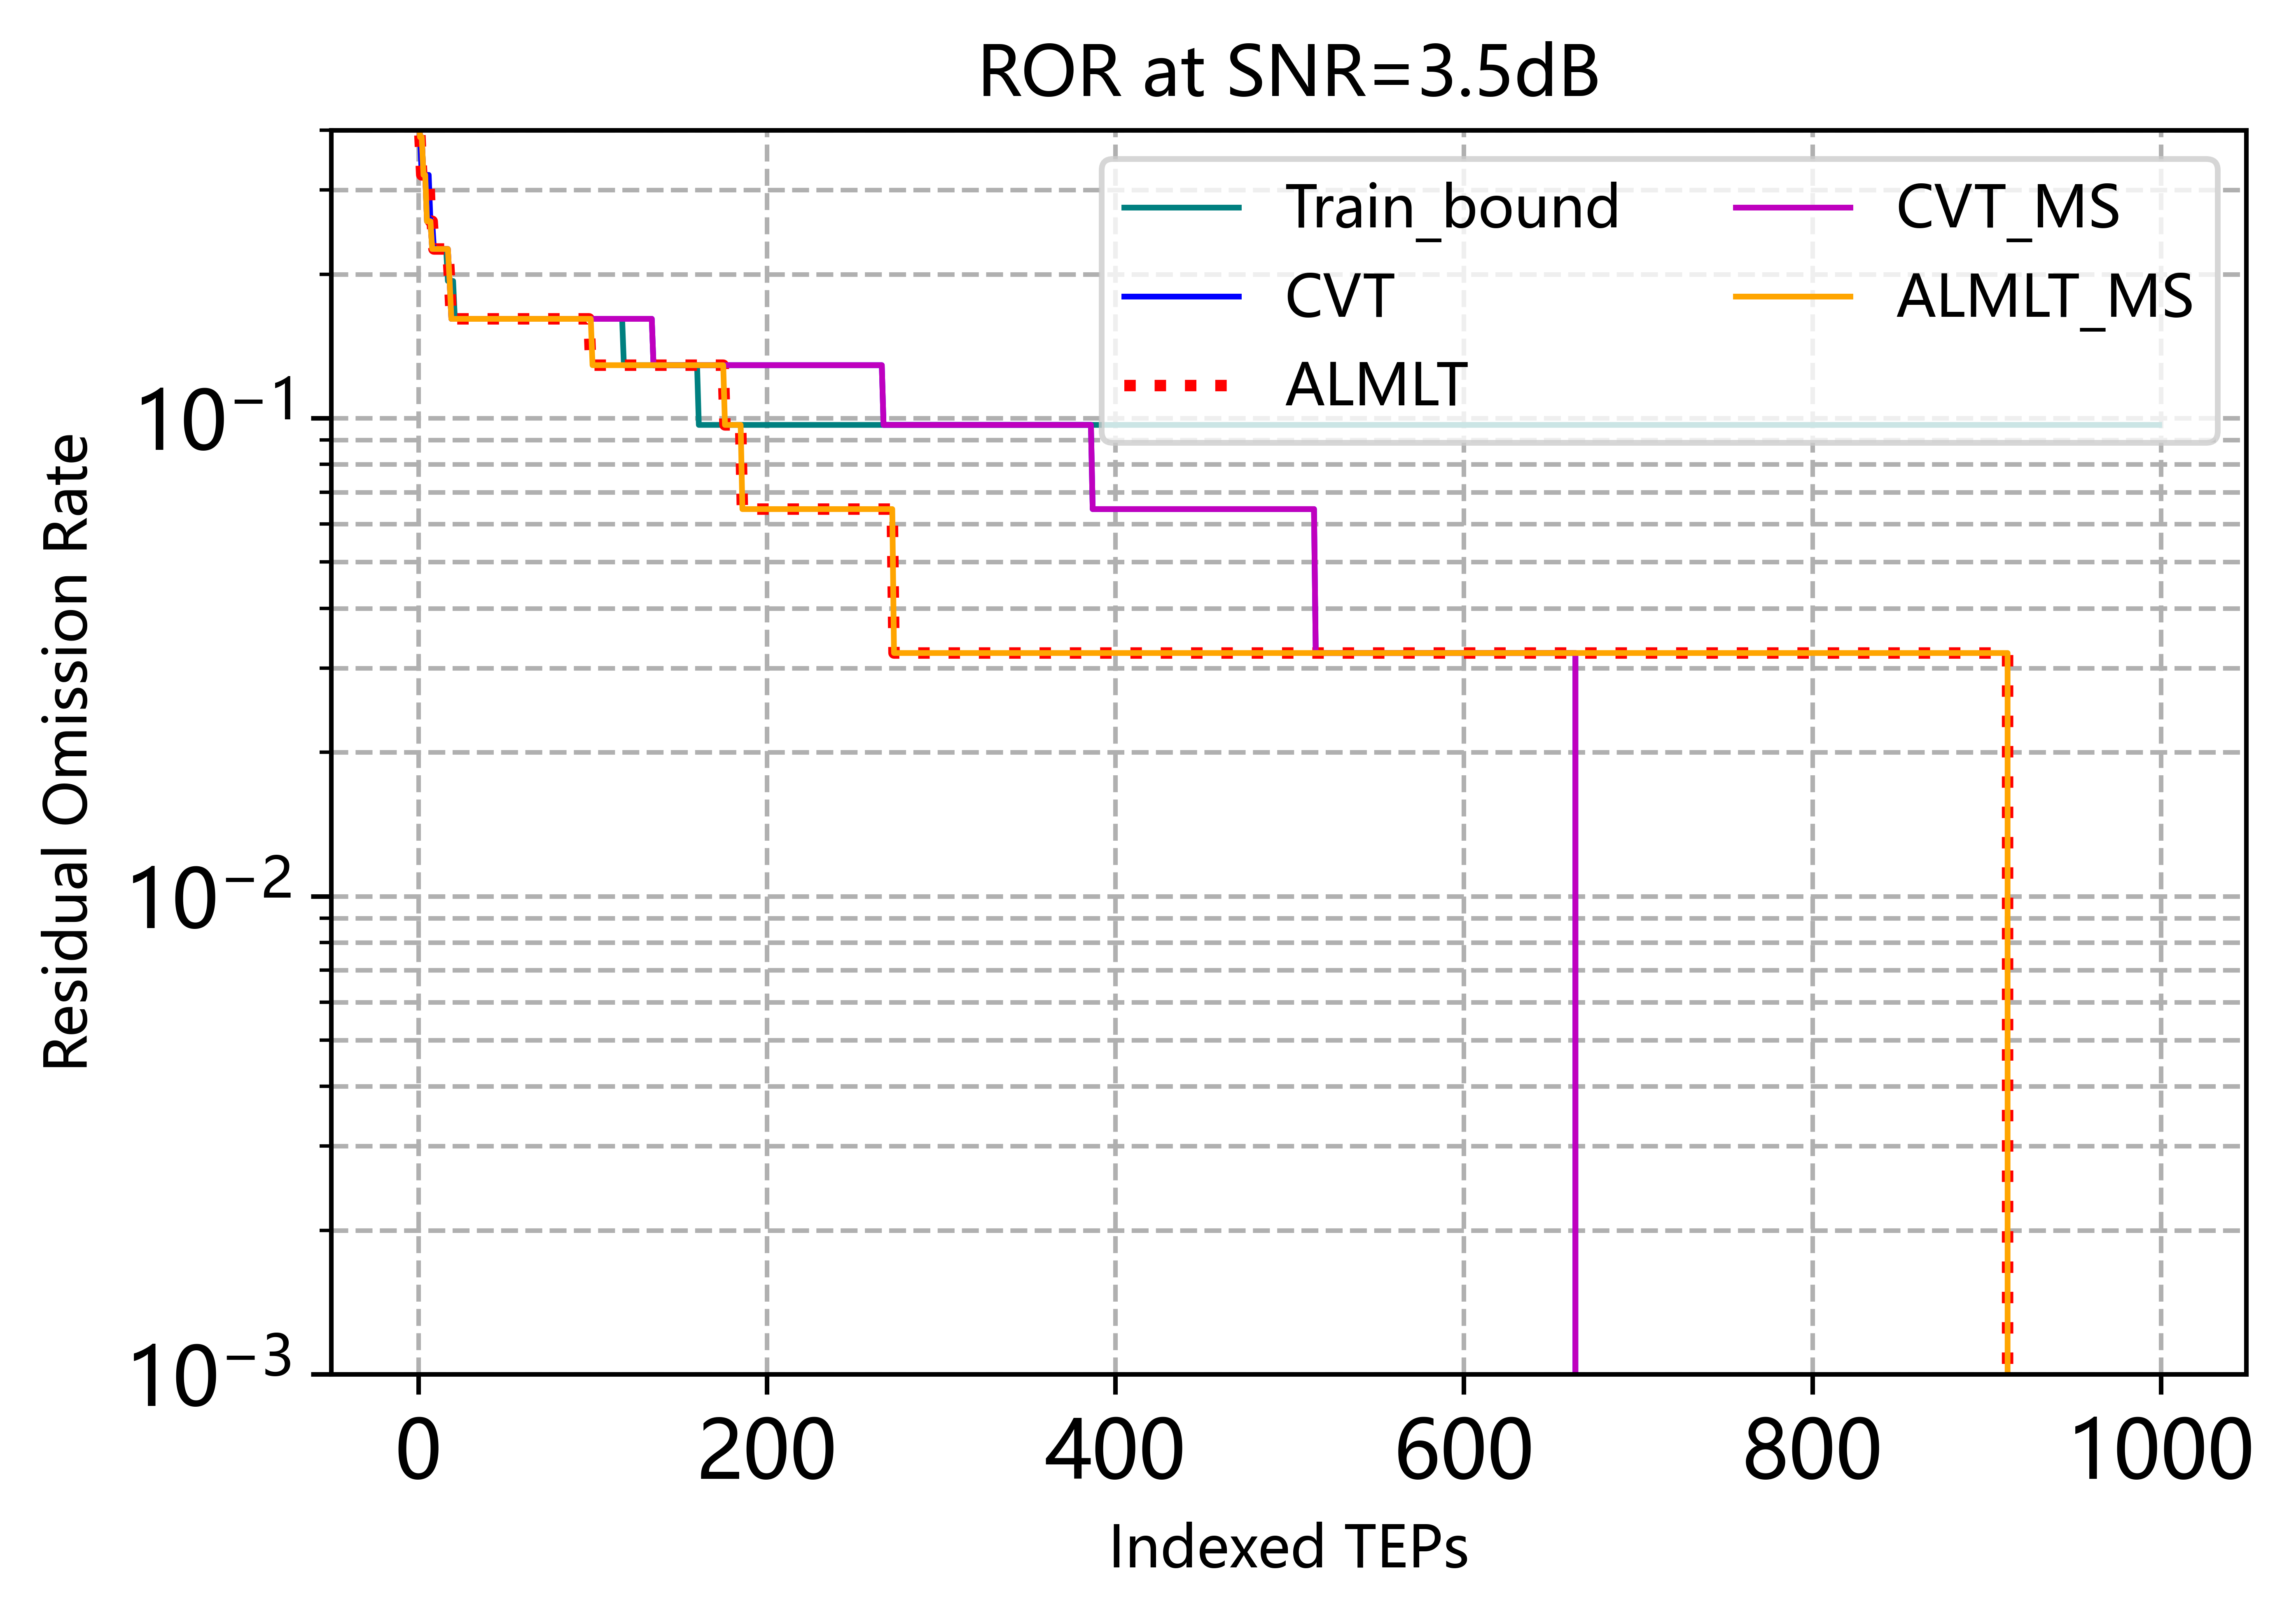 ROR at SNR=3.5dB
Train_bound
CVT
ALMLT
CVT_MS
ALMLT_MS
Residual Omission Rate
10⁻¹
10⁻²
10⁻³
0 200 400 600 800 1000
Indexed TEPs